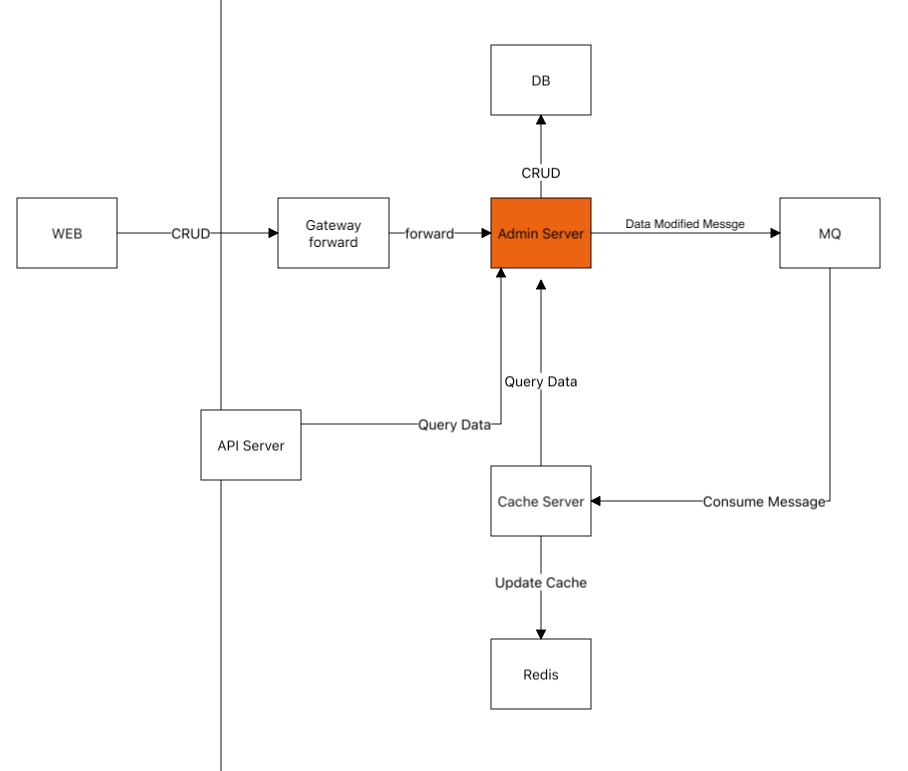 DB
CRUD
WEB
CRUD
Gateway
forward
forward
Admin Server
Data Modified Messge
MQ
Query Data
Query Data
API Server
Cache Server
Consume Message
Update Cache
Redis